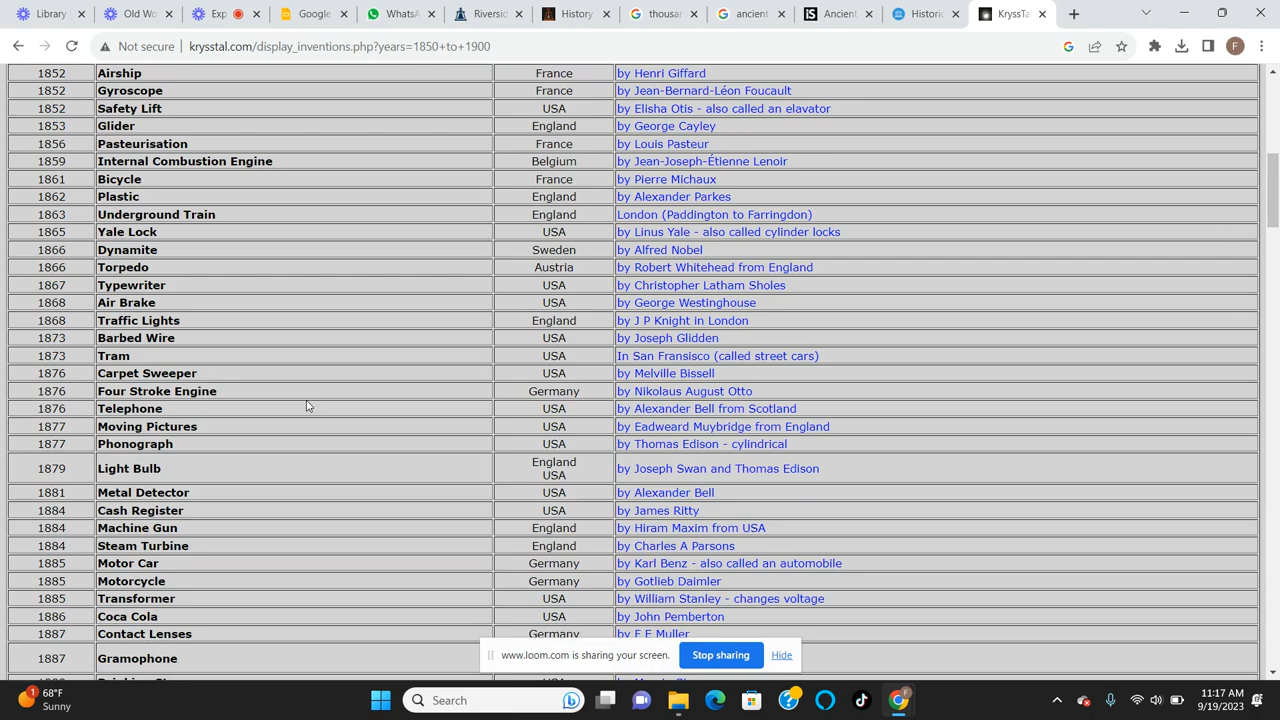 Library
Old Wo
Exp
Google
WhatsA
Riversid
History
thousan
ancient
Ancient
Historic
KryssTa
Not secure krysstal.com/display_inventions.php?years=1850+to+1900
F
1852 Airship France by Henri Giffard
1852 Gyroscope France by Jean-Bernard-Léon Foucault
1852 Safety Lift USA by Elisha Otis - also called an elavator
1853 Glider England by George Cayley
1856 Pasteurisation France by Louis Pasteur
1859 Internal Combustion Engine Belgium by Jean-Joseph-Étienne Lenoir
1861 Bicycle France by Pierre Michaux
1862 Plastic England by Alexander Parkes
1863 Underground Train England London (Paddington to Farringdon)
1865 Yale Lock USA by Linus Yale - also called cylinder locks
1866 Dynamite Sweden by Alfred Nobel
1866 Torpedo Austria by Robert Whitehead from England
1867 Typewriter USA by Christopher Latham Sholes
1868 Air Brake USA by George Westinghouse
1868 Traffic Lights England by J P Knight in London
1873 Barbed Wire USA by Joseph Glidden
1873 Tram USA In San Fransisco (called street cars)
1876 Carpet Sweeper USA by Melville Bissell
1876 Four Stroke Engine Germany by Nikolaus August Otto
1876 Telephone USA by Alexander Bell from Scotland
1877 Moving Pictures USA by Eadweard Muybridge from England
1877 Phonograph USA by Thomas Edison - cylindrical
1879 Light Bulb England USA by Joseph Swan and Thomas Edison
1881 Metal Detector USA by Alexander Bell
1884 Cash Register USA by James Ritty
1884 Machine Gun England by Hiram Maxim from USA
1884 Steam Turbine England by Charles A Parsons
1885 Motor Car Germany by Karl Benz - also called an automobile
1885 Motorcycle Germany by Gotlieb Daimler
1885 Transformer USA by William Stanley - changes voltage
1886 Coca Cola USA by John Pemberton
1887 Contact Lenses Germany by F E Muller
www.loom.com is sharing your screen. Stop sharing Hide
1887 Gramophone
1
68°F
Sunny
Search
11:17 AM
9/19/2023